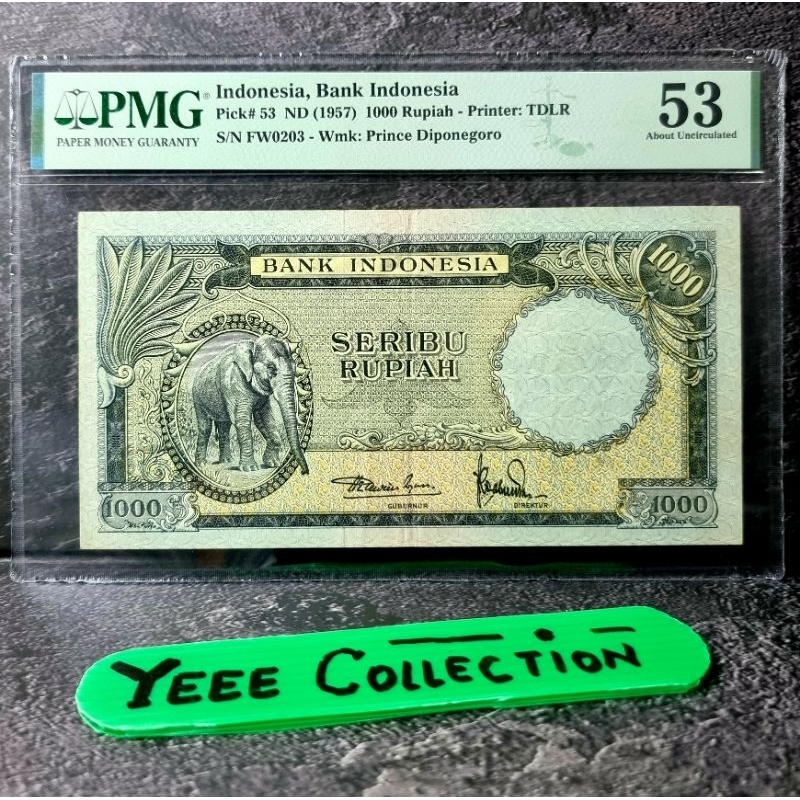 PMG
PAPER MONEY GUARANTY
Indonesia, Bank Indonesia
Pick# 53 ND (1957) 1000 Rupiah - Printer: TDLR
S/N FW0203 - Wmk: Prince Diponegoro
53
About Uncirculated
BANK INDONESIA
1000
SERIBU
RUPIAH
GUBERNUR
DIREKTUR
1000
1000
YEEE COLLECTION